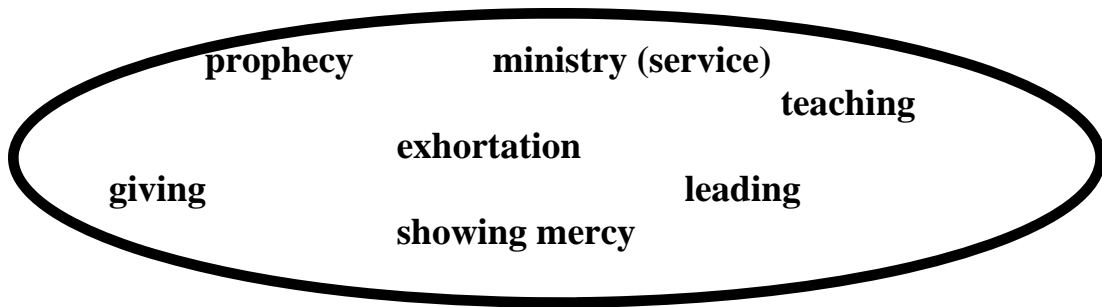 prophecy ministry (service)
teaching
exhortation
giving leading
showing mercy